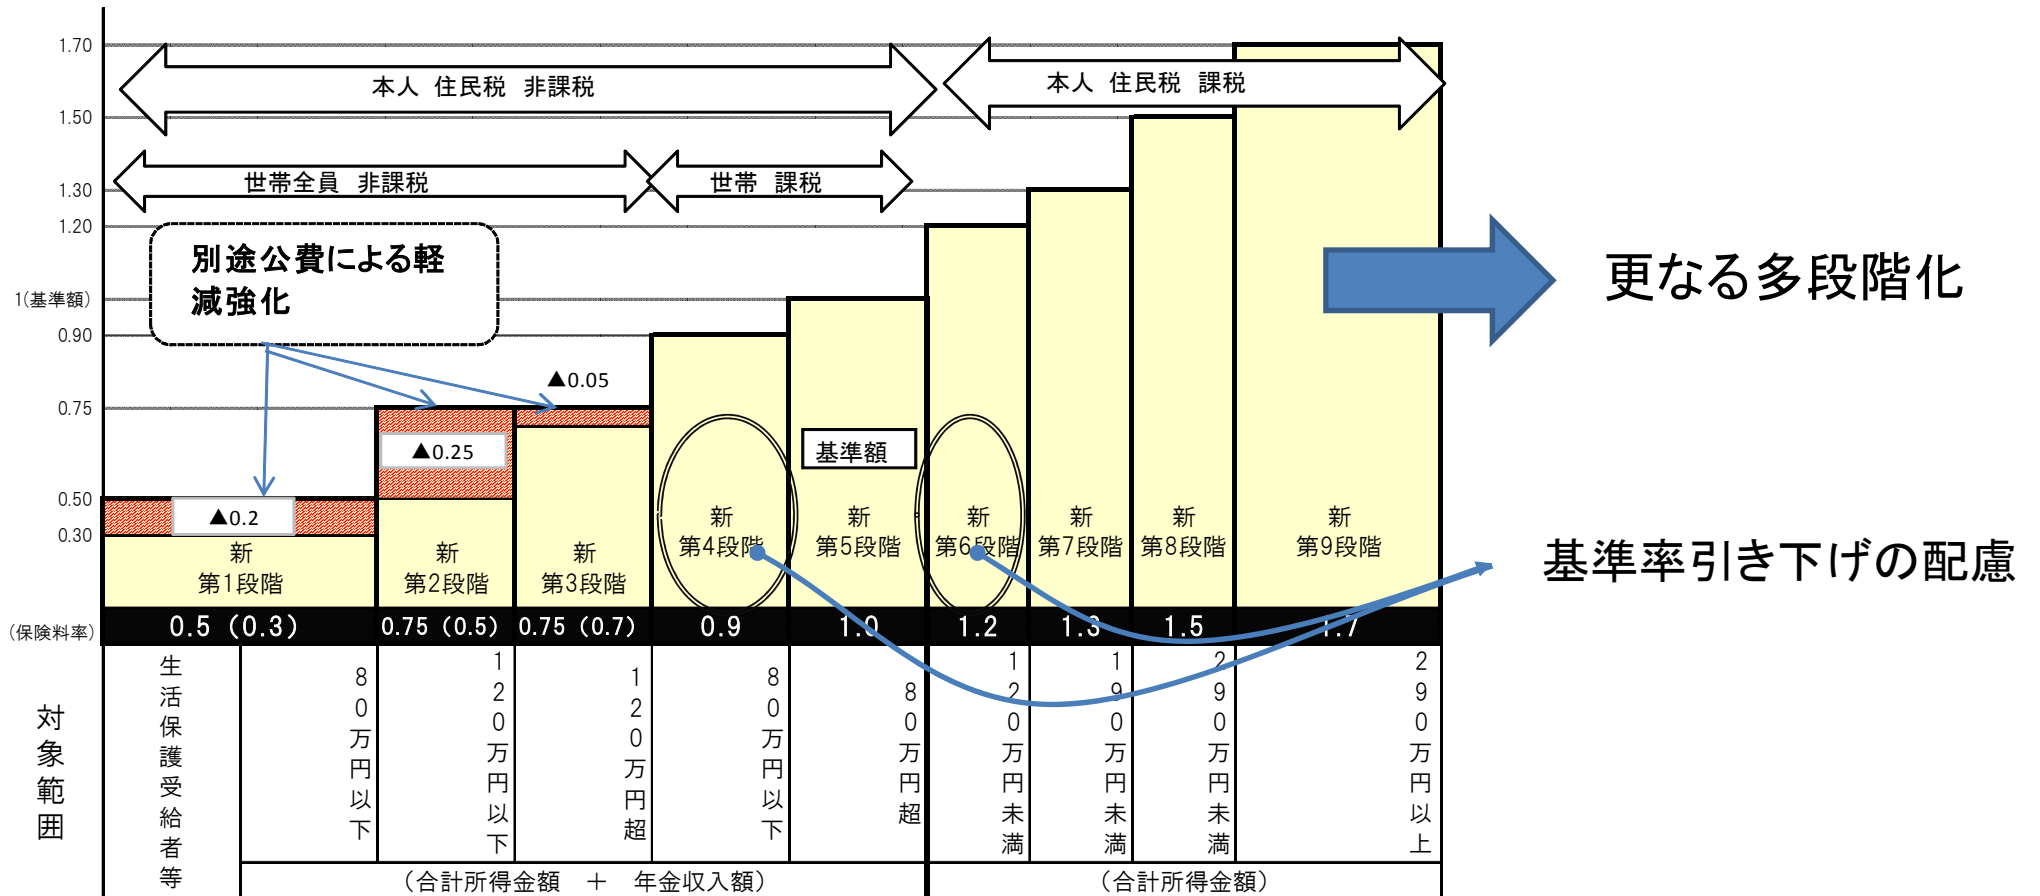 1.70
1.50
1.30
1.20
1(基準額)
0.90
0.75
0.50
0.30
(保険料率)
本人 住民税 非課税
本人 住民税 課税
世帯全員 非課税
世帯 課税
別途公費による軽
減強化
▲0.05
▲0.25
▲0.2
基準額
新
第1段階
新
第2段階
新
第3段階
新
第4段階
新
第5段階
新
第6段階
新
第7段階
新
第8段階
新
第9段階
更なる多段階化
基準率引き下げの配慮
0.5 (0.3)
0.75 (0.5)
0.75 (0.7)
0.9
1.0
1.2
1.3
1.5
1.7
対象範囲
生活保護受給者等
80万円以下
120万円以下
120万円超
80万円以下
80万円超
120万円未満
190万円未満
290万円未満
290万円以上
(合計所得金額 + 年金収入額)
(合計所得金額)